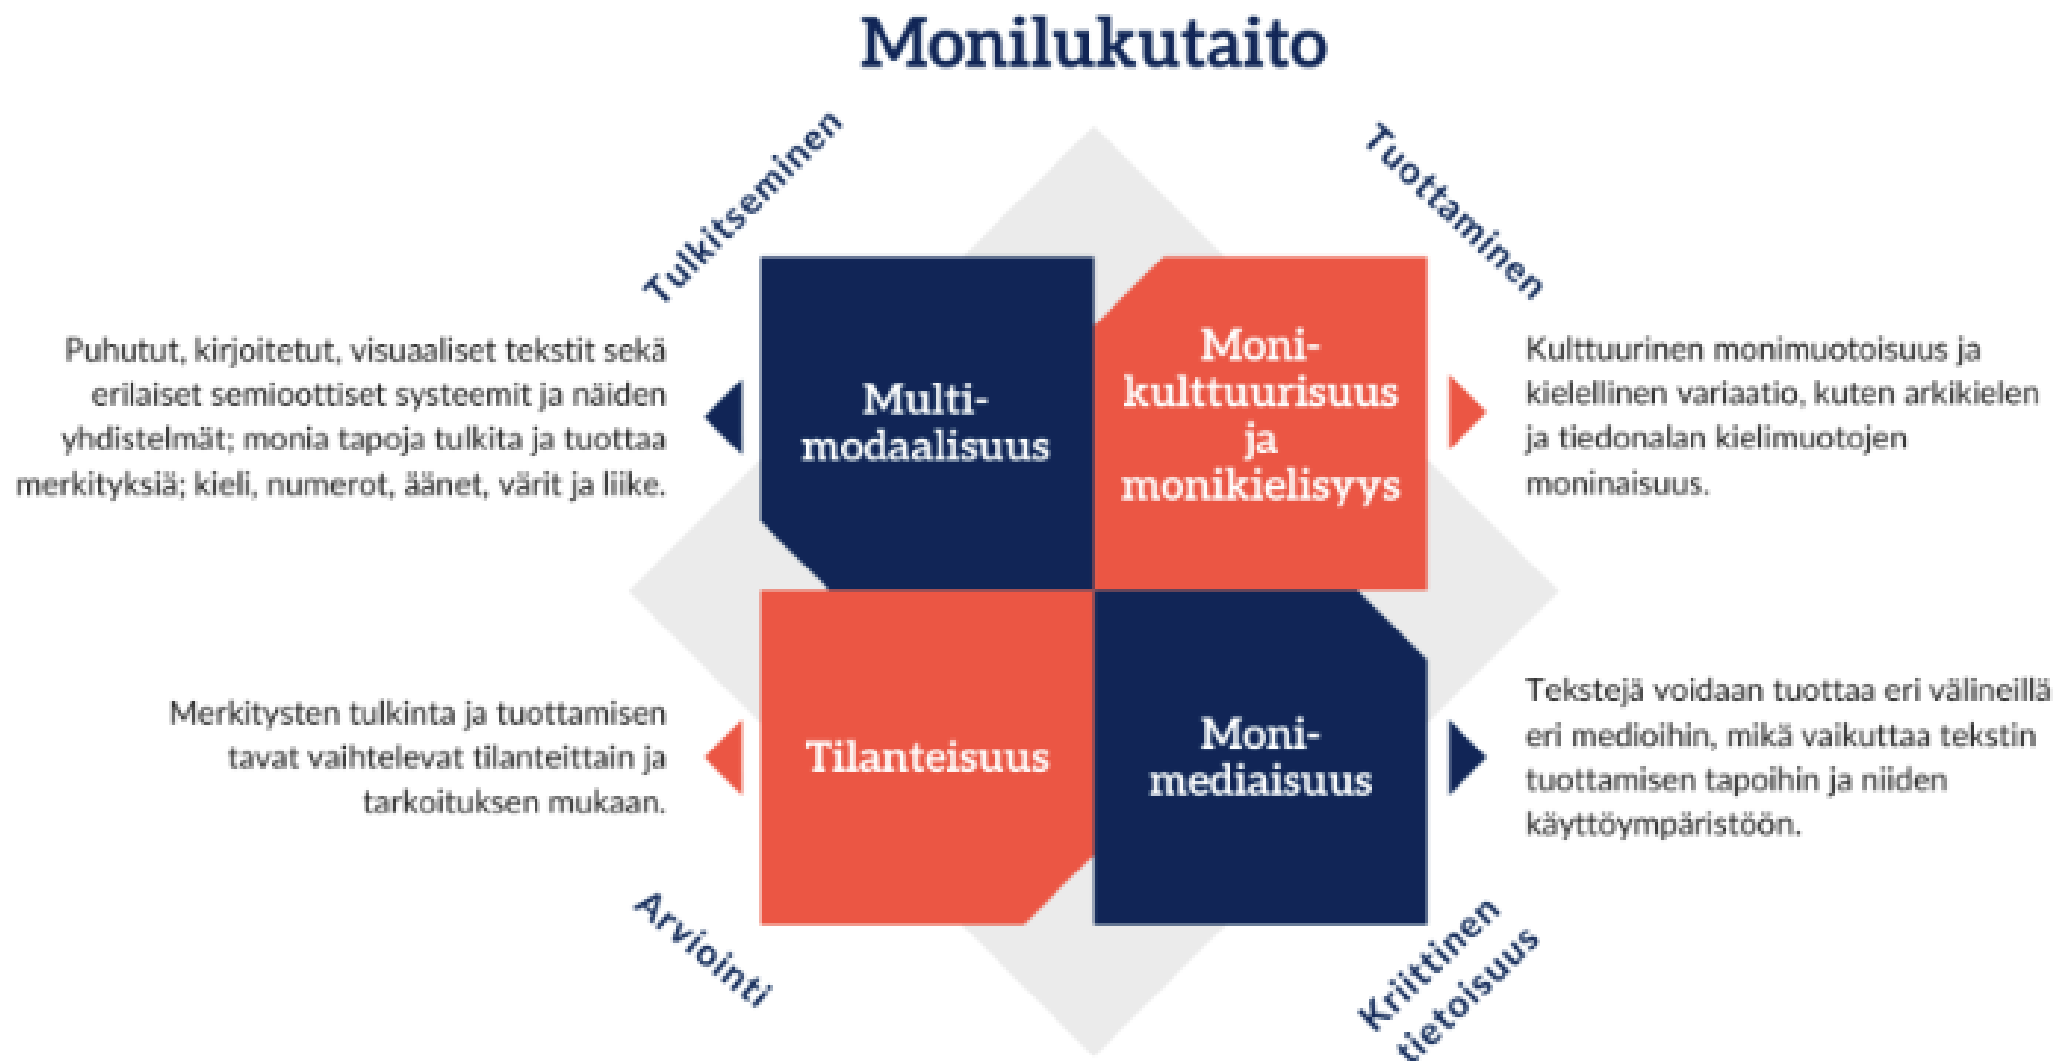 Monilukutaito
Tulkitseminen
Tuottaminen
Puhutut, kirjoitetut, visuaaliset tekstit sekä
erilaiset semioottiset systeemit ja näiden
yhdistelmät; monia tapoja tulkita ja tuottaa
merkityksiä; kieli, numerot, äänet, värit ja liike.
Multi-
modaalisuus
Moni-
kulttuurisuus
ja
monikielisyys
Kulttuurinen monimuotoisuus ja
kielellinen variaatio, kuten arkikielen
ja tiedonalan kielimuotojen
moninaisuus.
Merkitysten tulkinta ja tuottamisen
tavat vaihtelevat tilanteittain ja
tarkoituksen mukaan.
Tilanteisuus
Moni-
mediaisuus
Tekstejä voidaan tuottaa eri välineillä
eri medioihin, mikä vaikuttaa tekstin
tuottamisen tapoihin ja niiden
käyttöympäristöön.
Arviointi
Kriittinen
tietoisuus